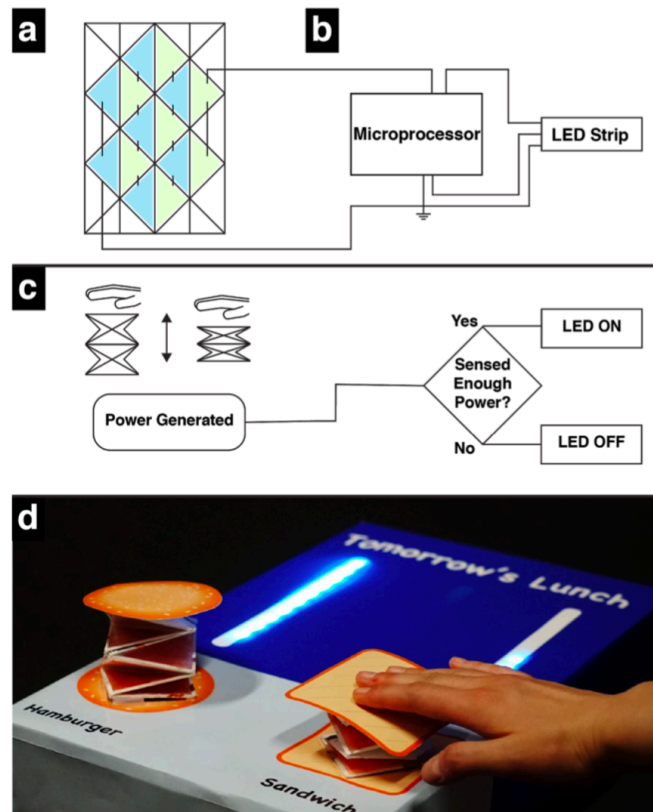 a
b
Microprocessor
LED Strip
c
Yes
LED ON
Sensed
Enough
Power?
Power Generated
No
LED OFF
d
Tomorrow's Lunch
Hamburger
Sandwich